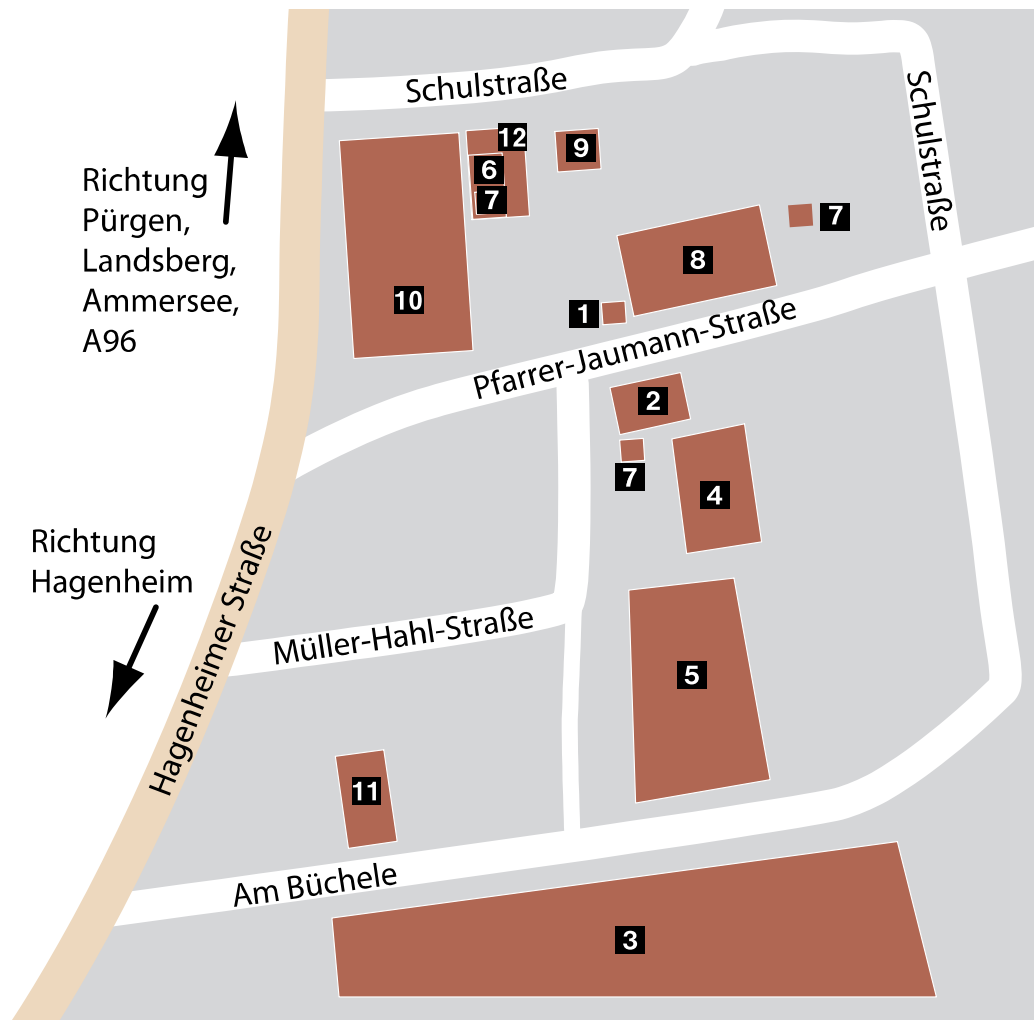 Schulstraße
Schulstraße
Richtung
Pürgen,
Landsberg,
Ammersee,
A96
12
6
9
7
7
8
10
1
Pfarrer-Jaumann-Straße
2
7
4
Richtung
Hagenheim
Hagenheimer Straße
Müller-Hahl-Straße
5
11
Am Büchele
3